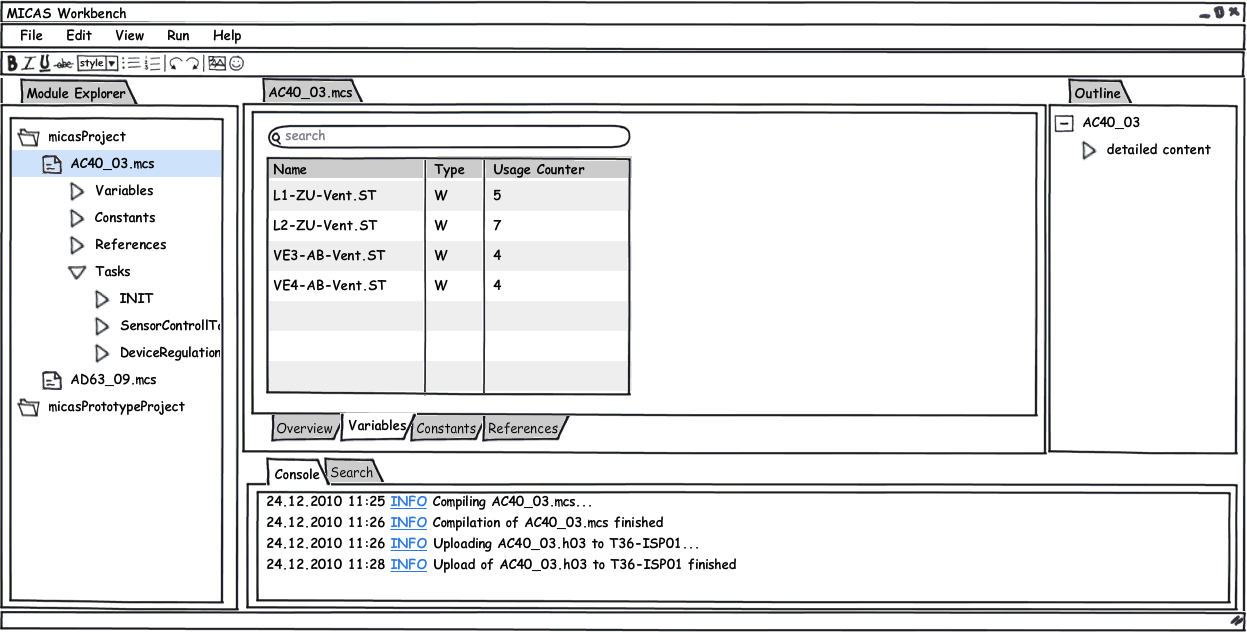 MICAS Workbench
File Edit View Run Help
B I U abc style
Module Explorer
micasProject
AC40_03.mcs
Variables
Constants
References
Tasks
INIT
SensorControllTa
DeviceRegulation
AD63_09.mcs
micasPrototypeProject
AC40_03.mcs
search
Name Type Usage Counter
L1-ZU-Vent.ST W 5
L2-ZU-Vent.ST W 7
VE3-AB-Vent.ST W 4
VE4-AB-Vent.ST W 4
Overview Variables Constants References
Outline
AC40_03
detailed content
Console Search
24.12.2010 11:25 INFO Compiling AC40_03.mcs...
24.12.2010 11:26 INFO Compilation of AC40_03.mcs finished
24.12.2010 11:26 INFO Uploading AC40_03.h03 to T36-ISP01...
24.12.2010 11:28 INFO Upload of AC40_03.h03 to T36-ISP01 finished